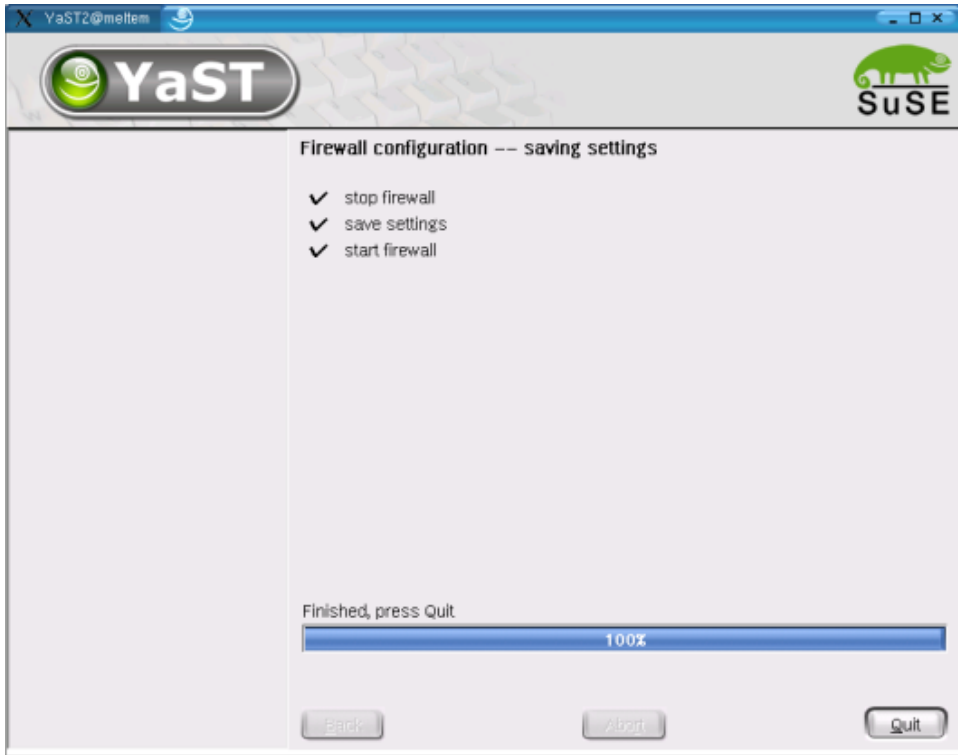 YaST2@meltem
YaST
SuSE
Firewall configuration -- saving settings
stop firewall
save settings
start firewall
Finished, press Quit
100%
Back
Abort
Quit